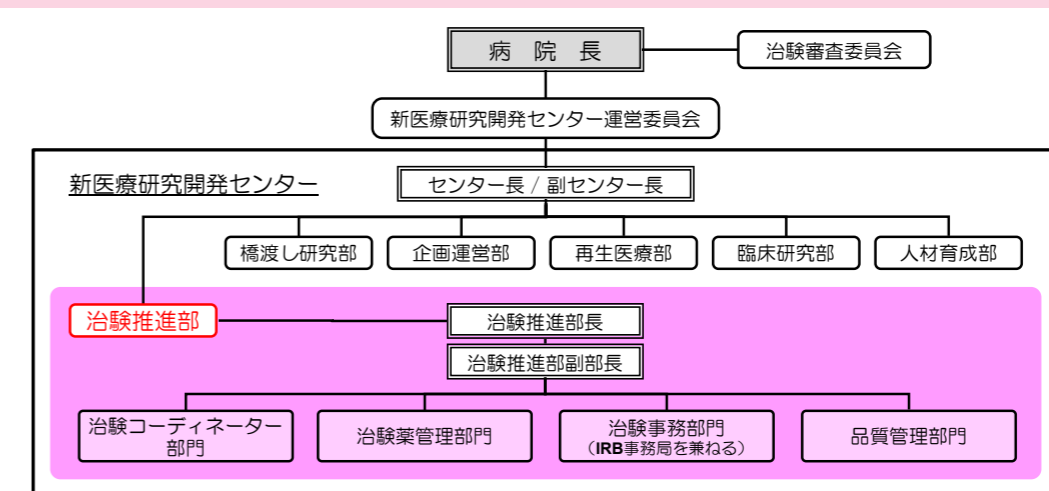 病 院 長
治験審査委員会
新医療研究開発センター運営委員会
新医療研究開発センター
センター長 / 副センター長
橋渡し研究部
企画運営部
再生医療部
臨床研究部
人材育成部
治験推進部
治験推進部長
治験推進部副部長
治験コーディネーター
部門
治験薬管理部門
治験事務部門
（IRB事務局を兼ねる）
品質管理部門